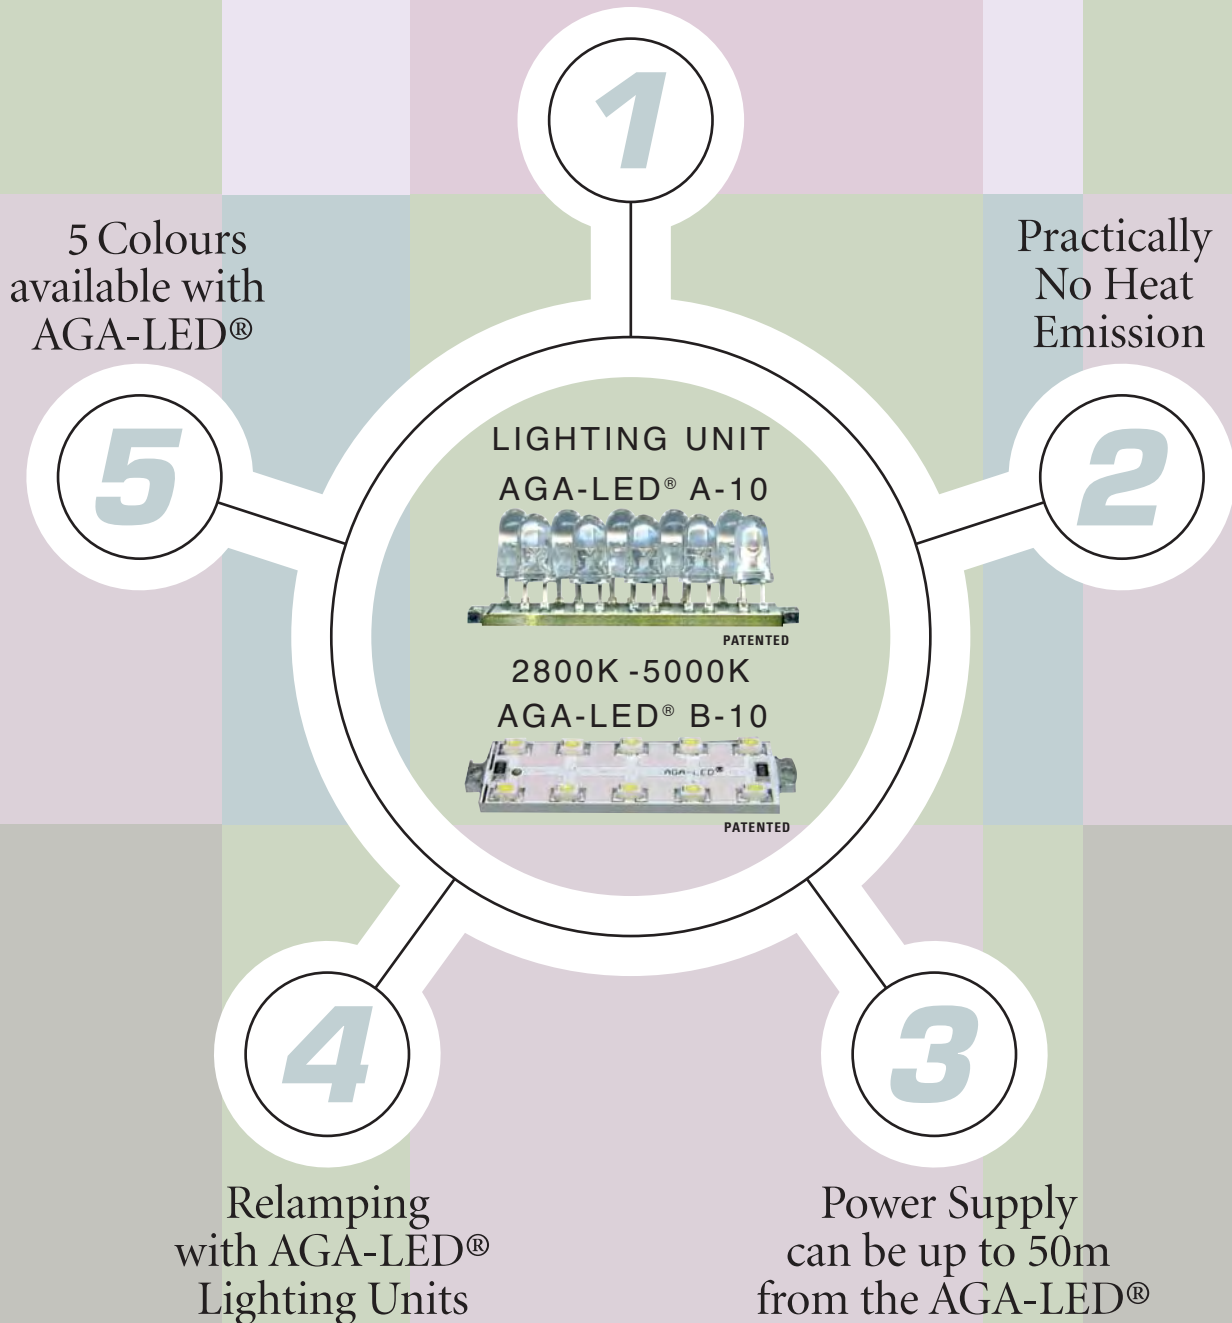 1
5 Colours
available with
AGA-LED®
Practically
No Heat
Emission
5
2
LIGHTING UNIT
AGA-LED® A-10
PATENTED
2800K -5000K
AGA-LED® B-10
AGA-LED®
PATENTED
4
3
Relamping
with AGA-LED®
Lighting Units
Power Supply
can be up to 50m
from the AGA-LED®